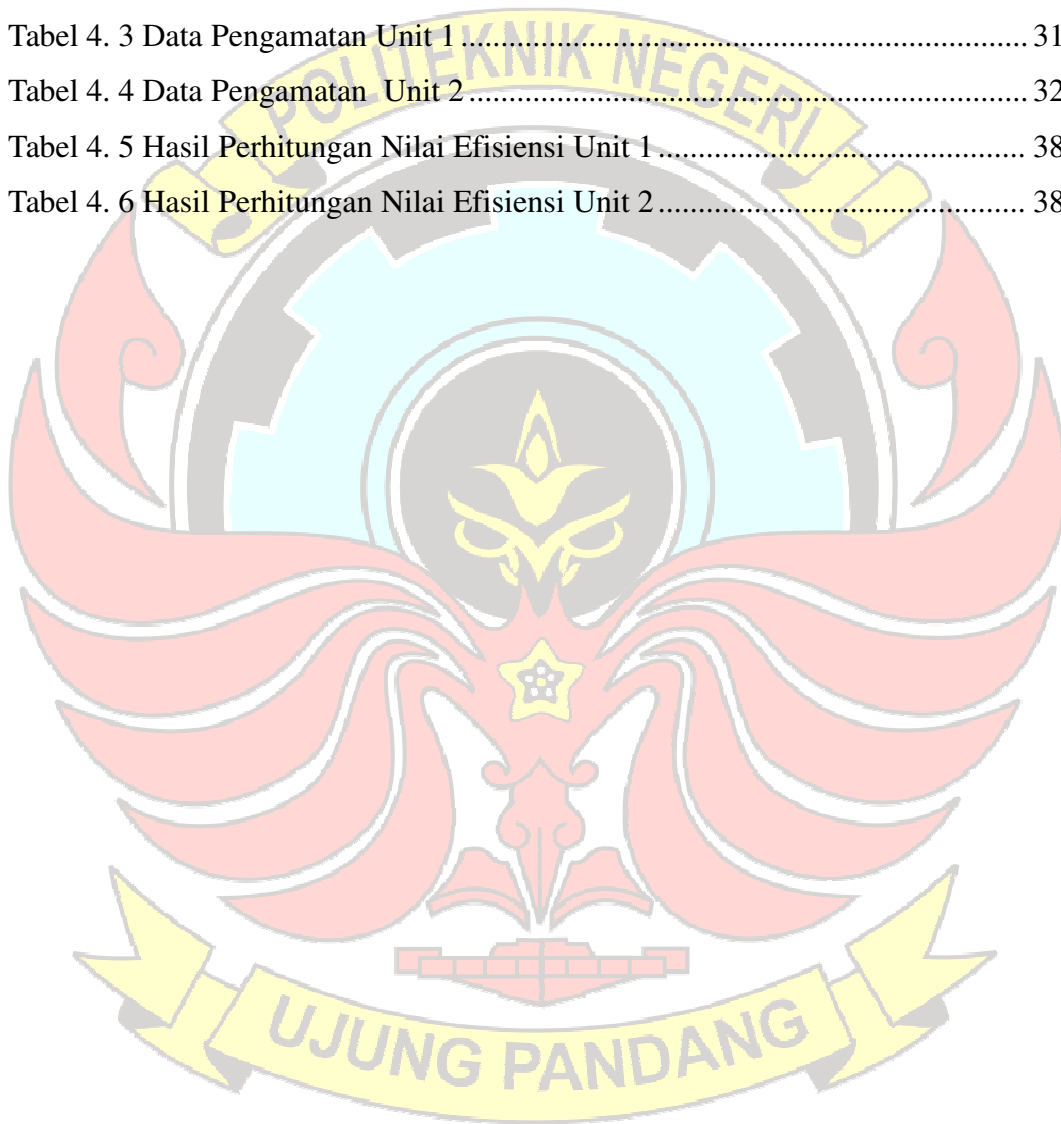 Tabel 4. 3 Data Pengamatan Unit 1 ........................................................................ 31
Tabel 4. 4 Data Pengamatan  Unit 2 ....................................................................... 32
Tabel 4. 5 Hasil Perhitungan Nilai Efisiensi Unit 1 ............................................... 38
Tabel 4. 6 Hasil Perhitungan Nilai Efisiensi Unit 2 ............................................... 38
POLITEKNIK NEGERI
UJUNG PANDANG